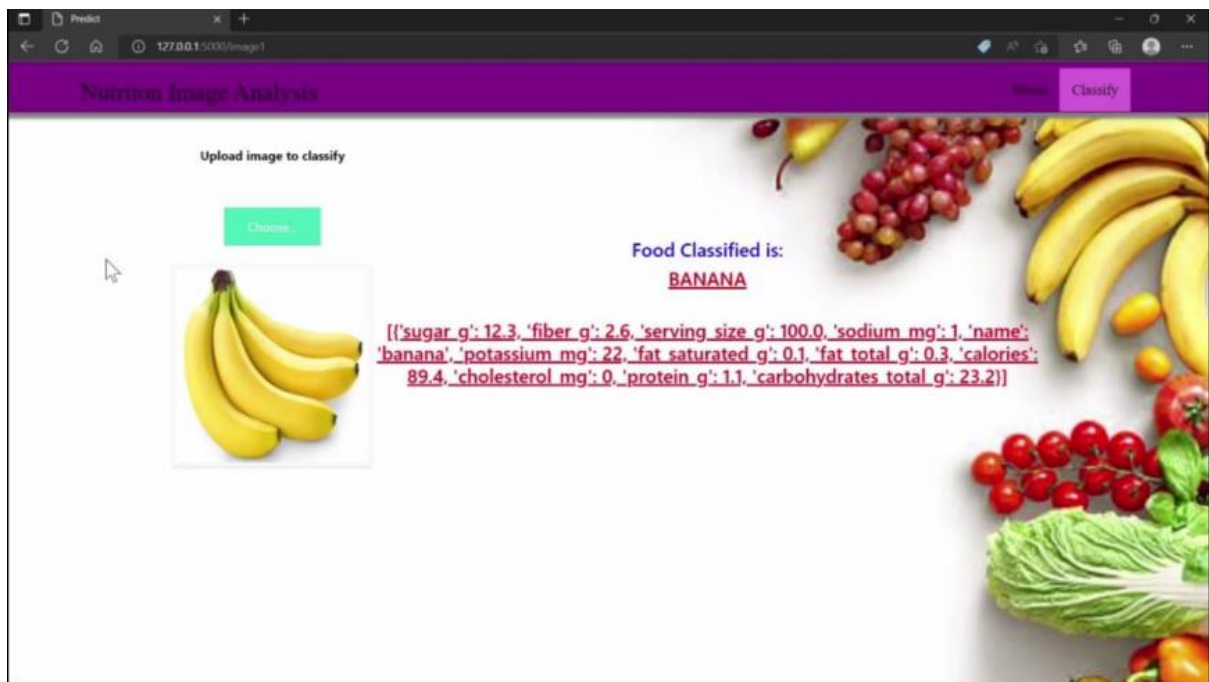 Predict
127.0.0.1:5000/image1
Nutrition Image Analysis
Home
Classify
Upload image to classify
Choose..
Food Classified is:
BANANA
[{'sugar_g': 12.3, 'fiber_g': 2.6, 'serving_size_g': 100.0, 'sodium_mg': 1, 'name':
'banana', 'potassium_mg': 22, 'fat_saturated_g': 0.1, 'fat_total_g': 0.3, 'calories':
89.4, 'cholesterol_mg': 0, 'protein_g': 1.1, 'carbohydrates_total_g': 23.2}]